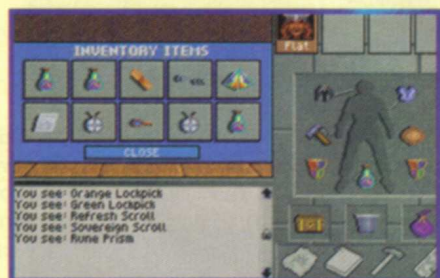 INVENTORY ITEMS
Flat
CLOSE
You see: Orange Lockpick
You see: Green Lockpick
You see: Refresh Scroll
You see: Sovereign Scroll
You see: Rune Prism